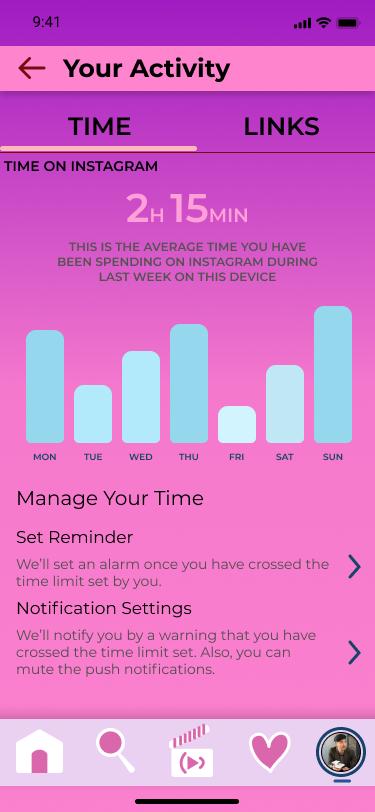 9:41
Your Activity
TIME LINKS
TIME ON INSTAGRAM
2H 15MIN
THIS IS THE AVERAGE TIME YOU HAVE
BEEN SPENDING ON INSTAGRAM DURING
LAST WEEK ON THIS DEVICE
MON TUE WED THU FRI SAT SUN
Manage Your Time
Set Reminder
We'll set an alarm once you have crossed the
time limit set by you.
Notification Settings
We'll notify you by a warning that you have
crossed the time limit set. Also, you can
mute the push notifications.